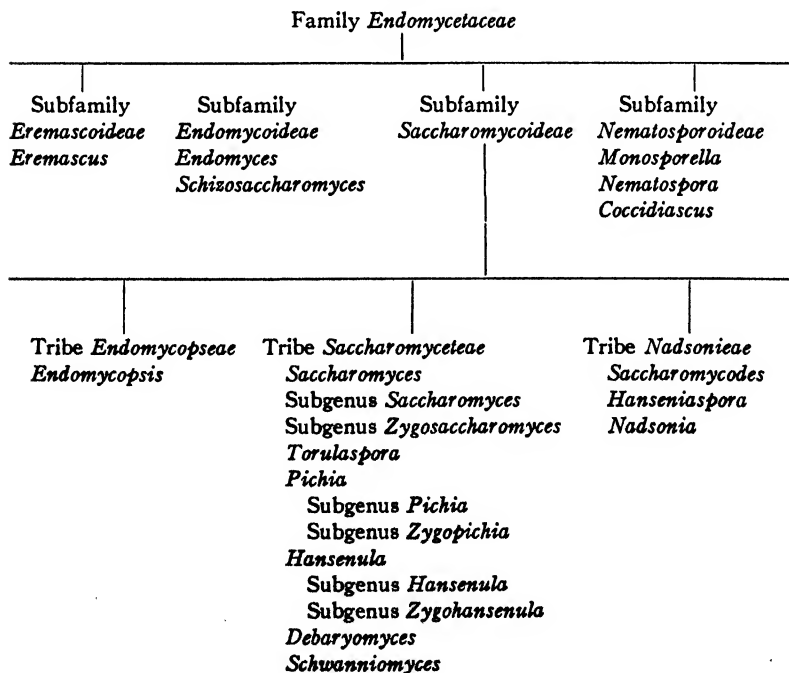 Family Endomycetaceae
Subfamily
Eremascoideae
Eremascus
Subfamily
Endomycoideae
Endomyces
Schizosaccharomyces
Subfamily
Saccharomycoideae
Subfamily
Nematosporoideae
Monosporella
Nematospora
Coccidiascus
Tribe Endomycopseae
Endomycopsis
Tribe Saccharomyceteae
Saccharomyces
Subgenus Saccharomyces
Subgenus Zygosaccharomyces
Torulaspora
Pichia
Subgenus Pichia
Subgenus Zygopichia
Hansenula
Subgenus Hansenula
Subgenus Zygohansenula
Debaryomyces
Schwanniomyces
Tribe Nadsonieae
Saccharomycodes
Hanseniaspora
Nadsonia